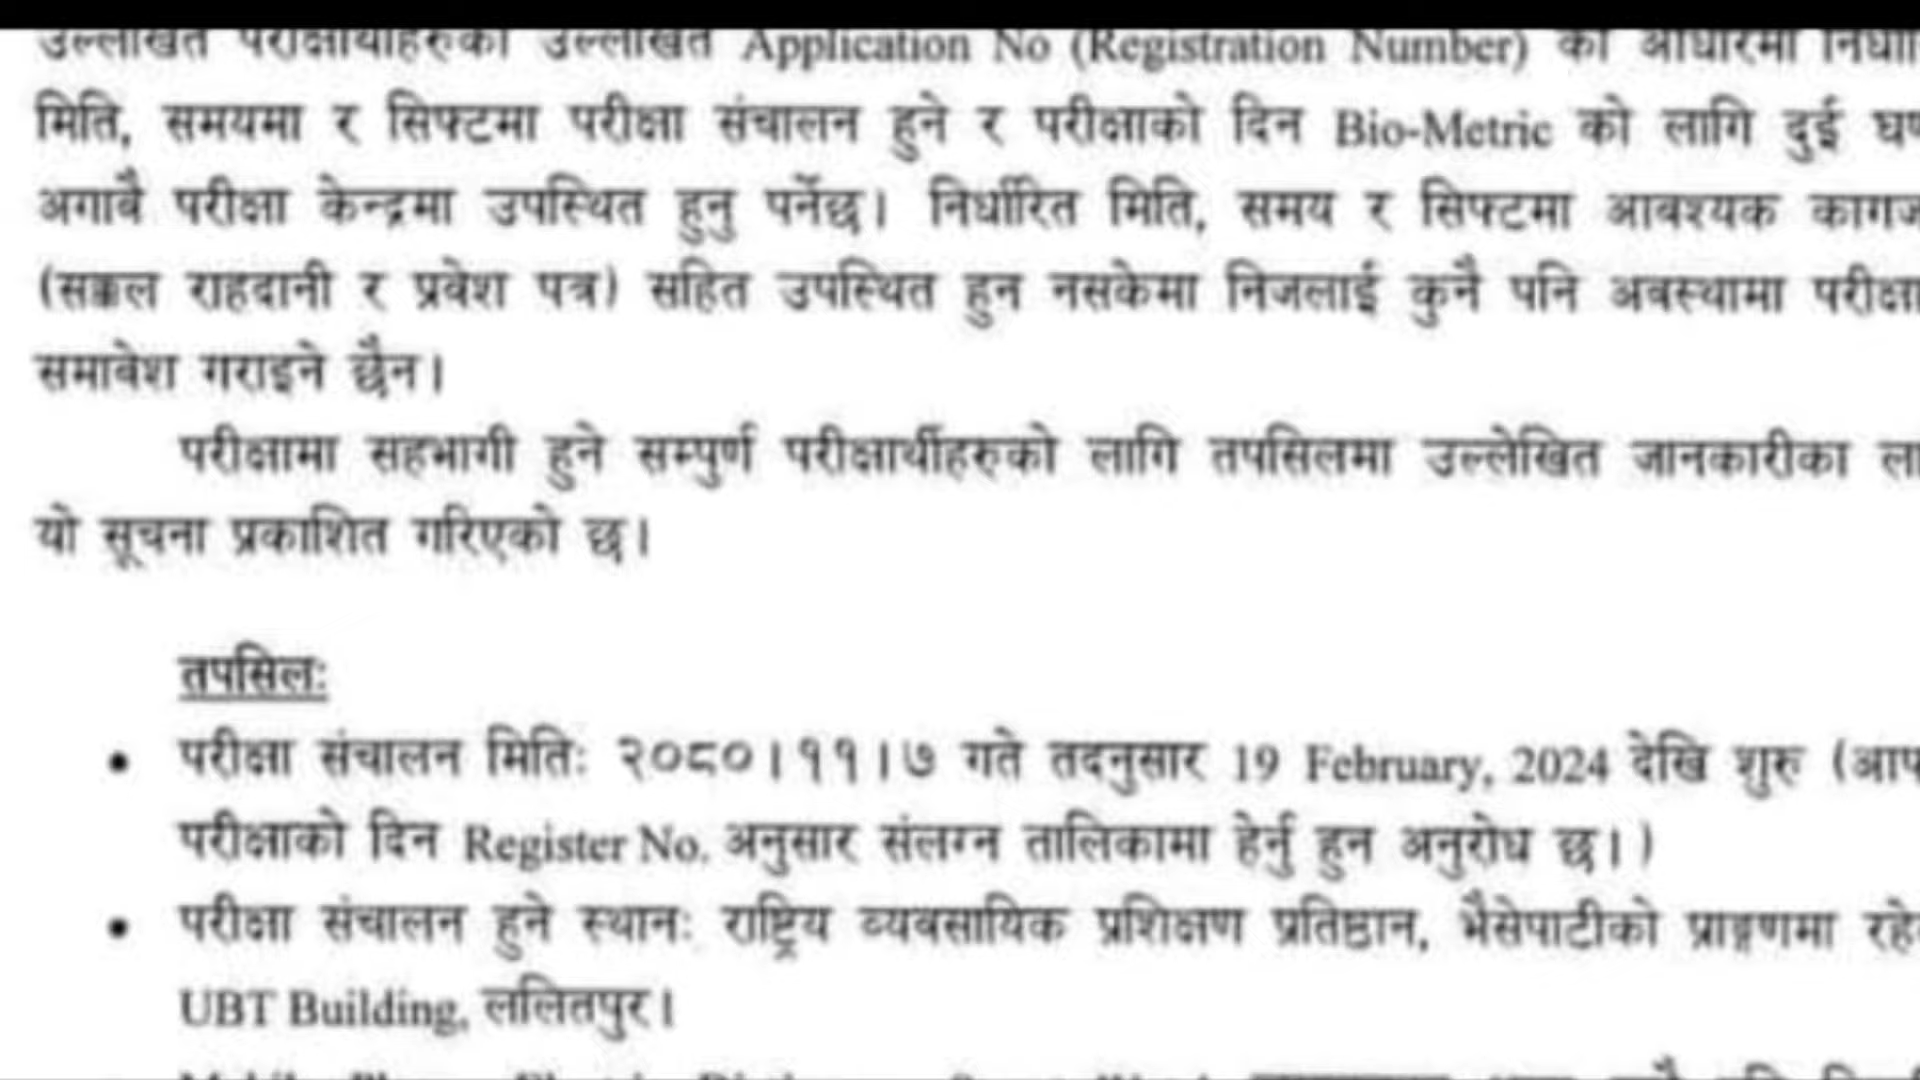 उल्लेखित परीक्षार्थीहरुको उल्लेखित Application No (Registration Number) को आधारमा
मिति, समयमा र सिफ्टमा परीक्षा संचालन हुने र परीक्षाको दिन Bio-Metric को लागि दुई
अगाबै परीक्षा केन्द्रमा उपस्थित हुनु पर्नेछ। निर्धारित मिति, समय र सिफ्टमा आवश्यक
(सक्कल राहदानी र प्रवेश पत्र) सहित उपस्थित हुन नसकेमा निजलाई कुनै पनि अवस्थामा परीक्षा
समावेश गराइने छैन।
परीक्षामा सहभागी हुने सम्पुर्ण परीक्षार्थीहरुको लागि तपसिलमा उल्लेखित जानकारीका
यो सूचना प्रकाशित गरिएको छ।
तपसिल:
• परीक्षा संचालन मिति: २०८०।११।७ गते तदनुसार 19 February, 2024 देखि शुरु
परीक्षाको दिन Register No. अनुसार संलग्न तालिकामा हेर्नु हुन अनुरोध छ।)
• परीक्षा संचालन हुने स्थान: राष्ट्रिय व्यवसायिक प्रशिक्षण प्रतिष्ठान, भैसेपाटीको प्राङ्गणमा
UBT Building, ललितपुर।